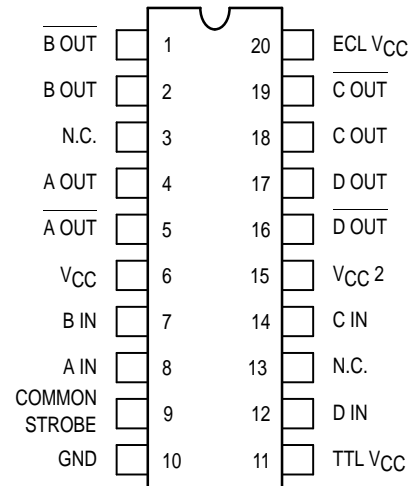 B OUT 1 20 ECL VCC
B OUT 2 19 C OUT
N.C. 3 18 C OUT
A OUT 4 17 D OUT
A OUT 5 16 D OUT
VCC 6 15 VCC 2
B IN 7 14 C IN
A IN 8 13 N.C.
COMMON
STROBE 9 12 D IN
GND 10 11 TTL VCC